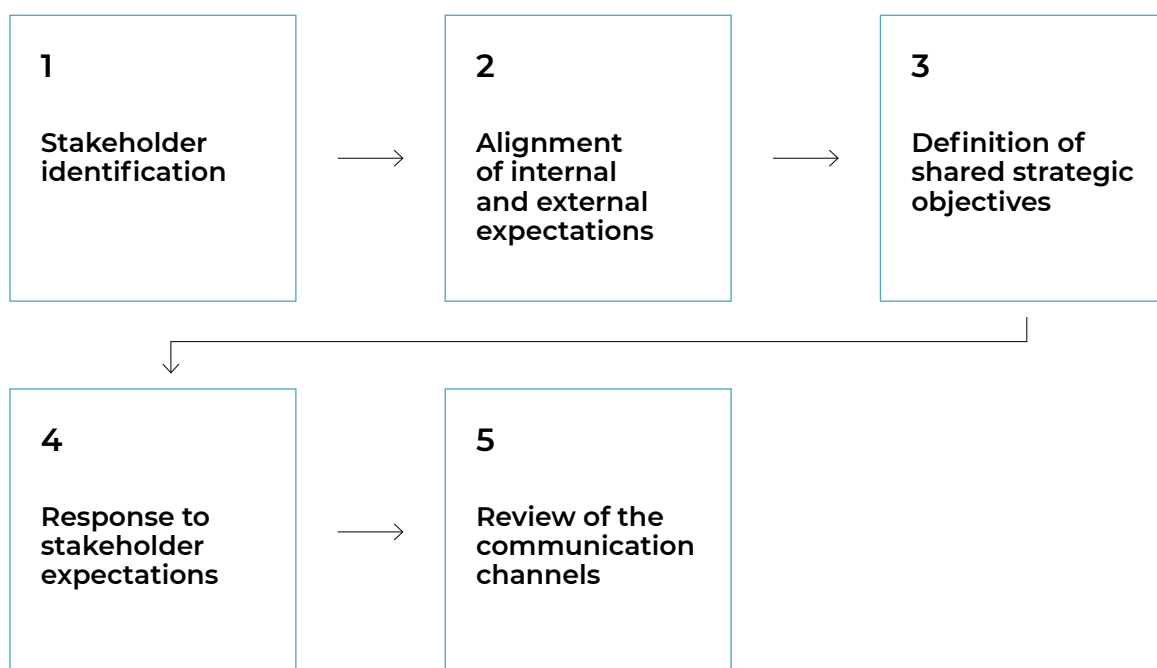 1
Stakeholder
identification
2
Alignment
of internal
and external
expectations
3
Definition of
shared strategic
objectives
4
Response to
stakeholder
expectations
5
Review of the
communication
channels